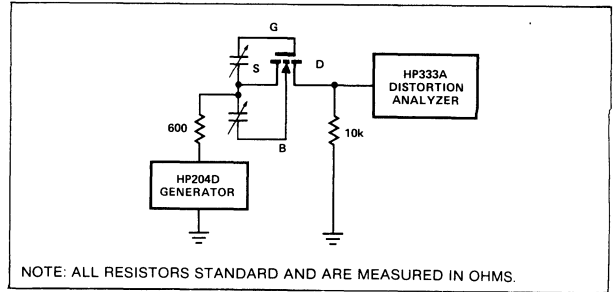 G
S
D
HP333A
DISTORTION
ANALYZER
600
10k
B
HP204D
GENERATOR
NOTE: ALL RESISTORS STANDARD AND ARE MEASURED IN OHMS.